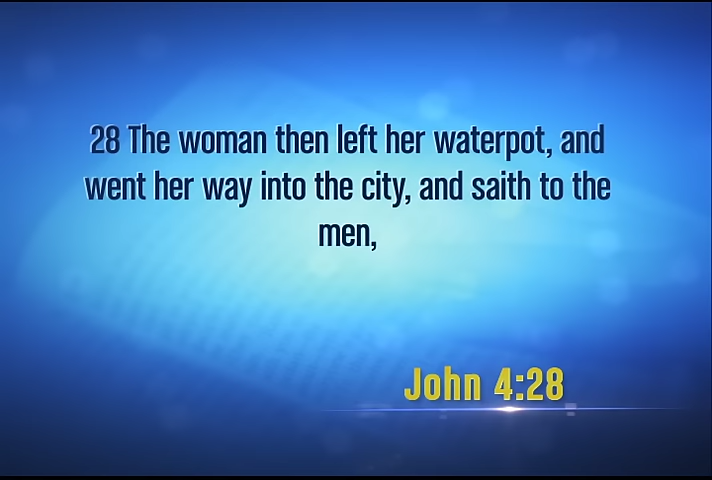 28 The woman then left her waterpot, and
went her way into the city, and saith to the
men,
John 4:28